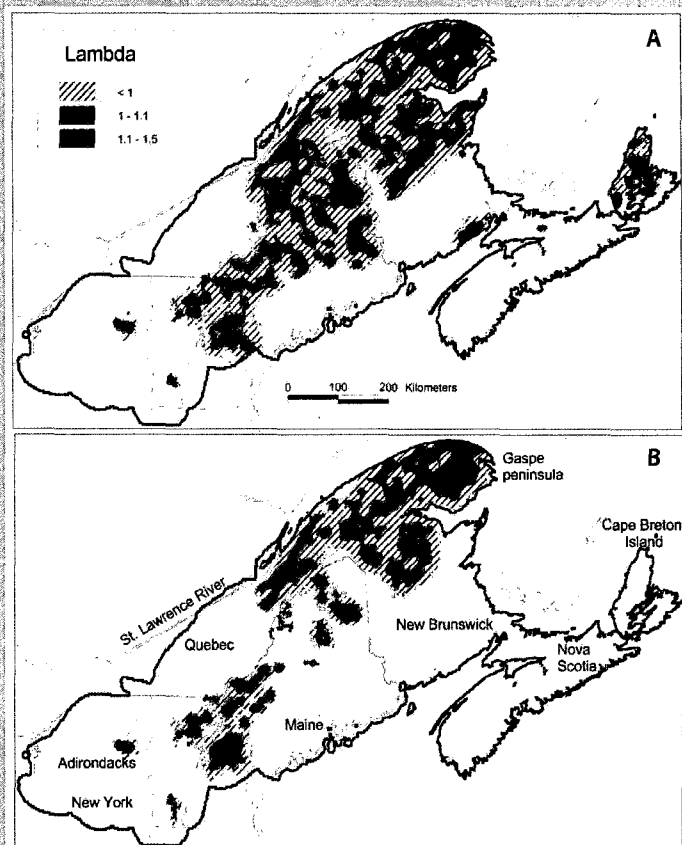 A
Lambda
< 1
1 - 1.1
1.1 - 1.5
0 100 200 Kilometers
B
Gaspe
peninsula
Cape Breton
Island
St. Lawrence River
New Brunswick
Quebec
Nova
Scotia
Maine
Adirondacks
New York